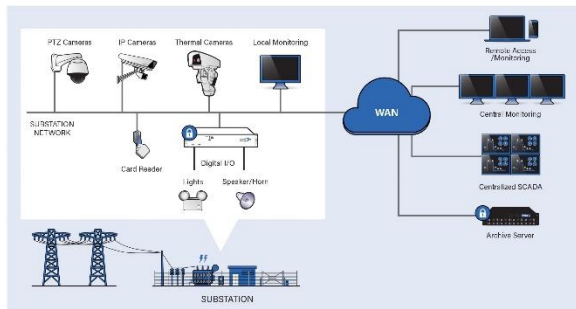 PTZ Cameras
IP Cameras
Thermal Cameras
Local Monitoring
SUBSTATION
NETWORK
Card Reader
Digital I/O
Lights
Speaker/Horn
WAN
Remote Access
/Monitoring
Central Monitoring
Centralized SCADA
Archive Server
SUBSTATION